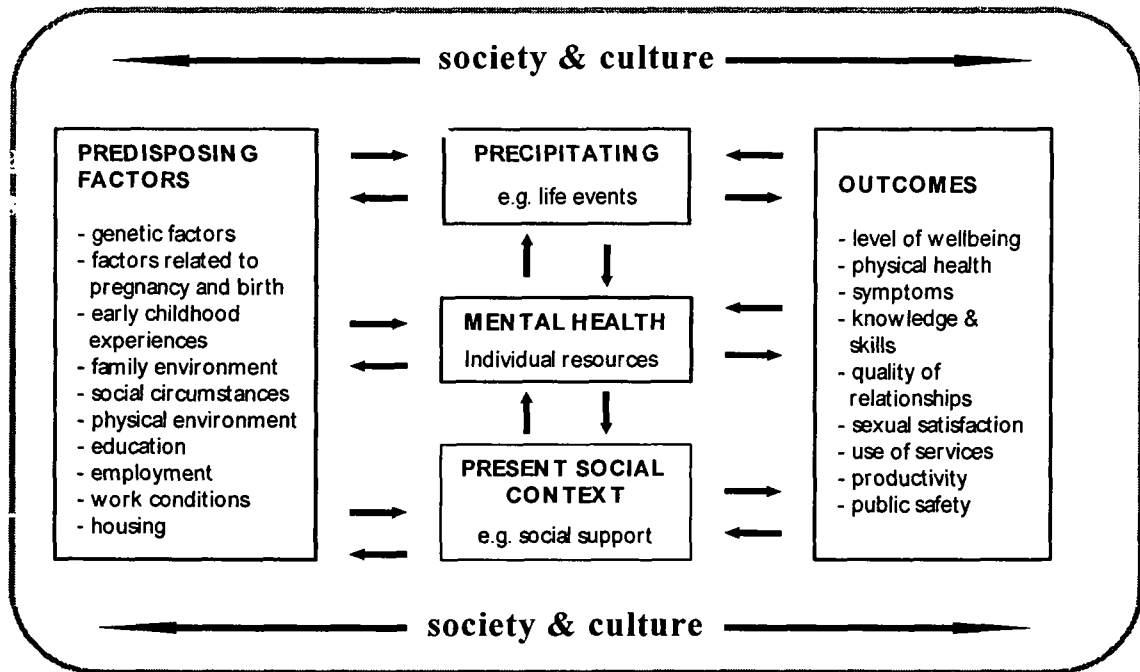 society & culture
PREDISPOSING
FACTORS
- genetic factors
- factors related to
pregnancy and birth
- early childhood
experiences
- family environment
- social circumstances
- physical environment
- education
- employment
- work conditions
- housing
PRECIPITATING
e.g. life events
MENTAL HEALTH
Individual resources
PRESENT SOCIAL
CONTEXT
e.g. social support
OUTCOMES
- level of wellbeing
- physical health
- symptoms
- knowledge &
skills
- quality of
relationships
- sexual satisfaction
- use of services
- productivity
- public safety
society & culture